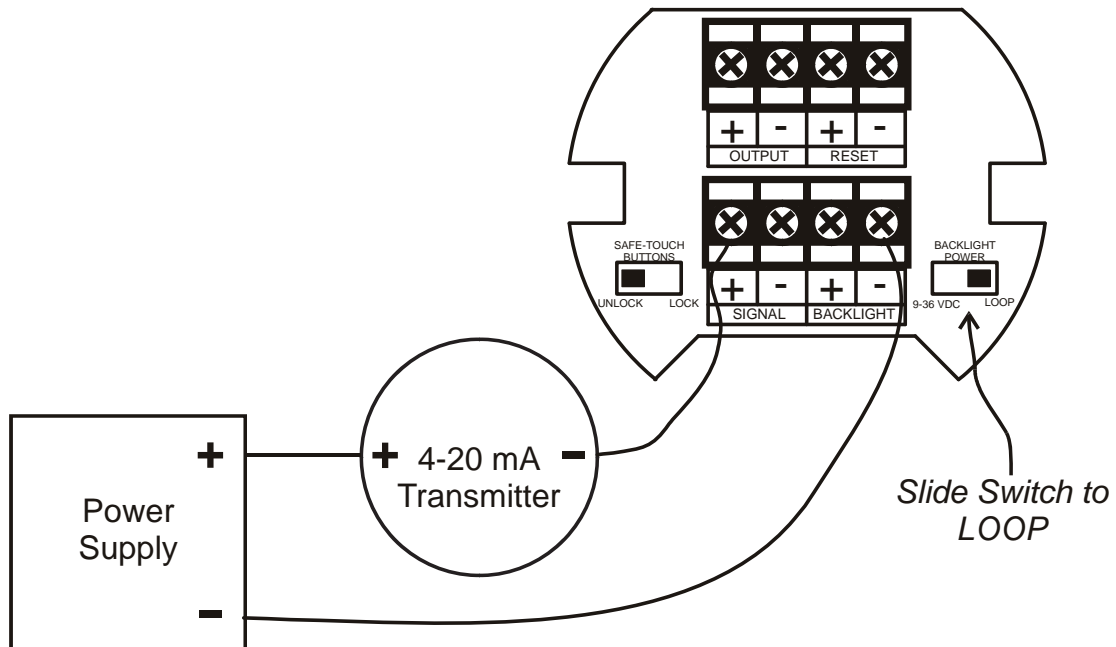 + - + -
OUTPUT RESET
SAFE-TOUCH
BUTTONS
UNLOCK LOCK
+ - + -
SIGNAL BACKLIGHT
BACKLIGHT
POWER
9-36 VDC LOOP
+
Power
Supply
-
+ 4-20 mA -
Transmitter
Slide Switch to
LOOP